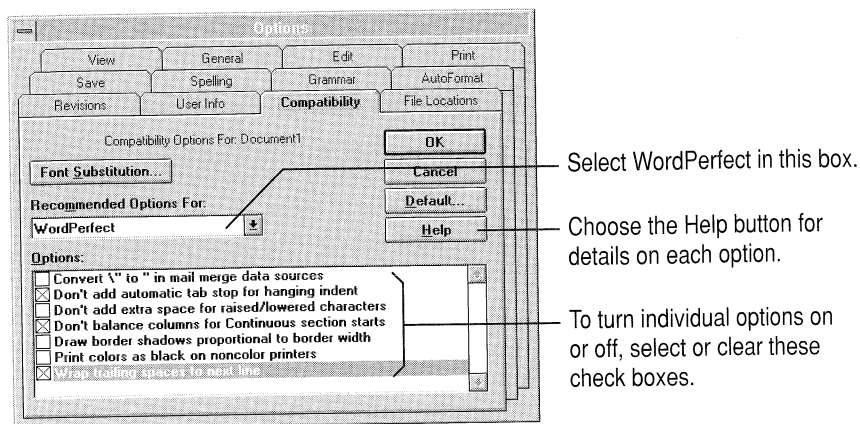 Options
View General Edit Print
Save Spelling Grammar AutoFormat
Revisions User Info Compatibility File Locations
Compatibility Options For: Document1
OK
Font Substitution...
Cancel
Select WordPerfect in this box.
Recommended Options For:
Default...
WordPerfect
Help
Choose the Help button for
details on each option.
Options:
Convert \" to " in mail merge data sources
Don't add automatic tab stop for hanging indent
Don't add extra space for raised/lowered characters
Don't balance columns for Continuous section starts
Draw border shadows proportional to border width
Print colors as black on noncolor printers
Wrap trailing spaces to next line
To turn individual options on
or off, select or clear these
check boxes.